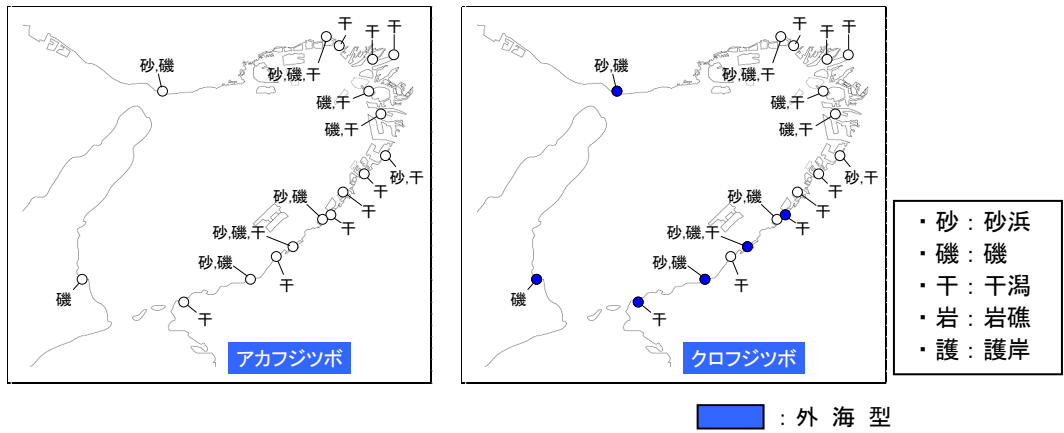 干
干
干
砂,磯
砂,磯,干
磯,干
磯,干
砂,干
干
干
砂,磯
干
砂,磯,干
砂,磯
干
磯
干
アカフジツボ
干
干
干
砂,磯
砂,磯,干
磯,干
磯,干
砂,干
干
干
砂,磯
干
砂,磯,干
砂,磯
干
磯
干
クロフジツボ
・砂：砂浜
・磯：磯
・干：干潟
・岩：岩礁
・護：護岸
：外海型